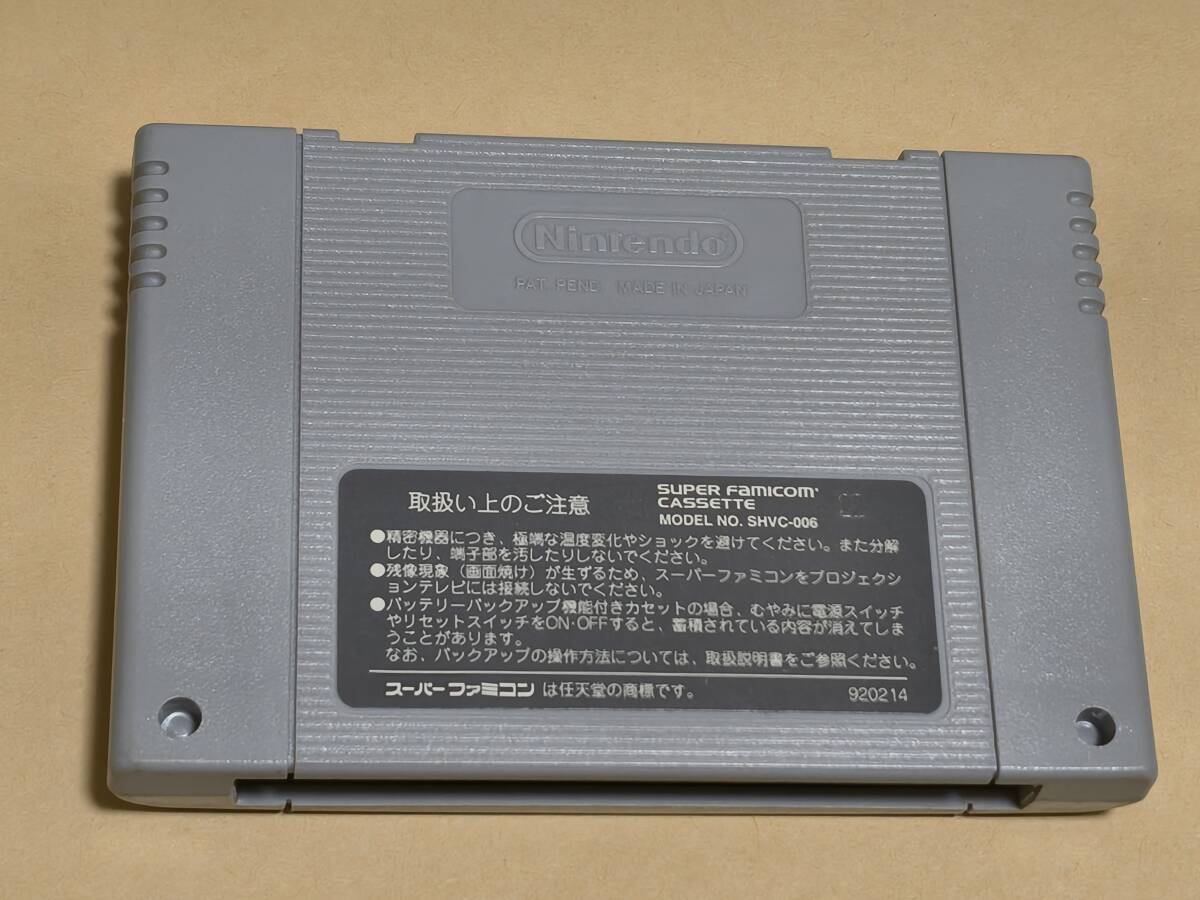 Nintendo
PAT. PEND. MADE IN JAPAN
取扱い上のご注意
SUPER FAMICOM
CASSETTE
MODEL NO. SHVC-006
●精密機器につき、極端な温度変化やショックを避けてください。また分解
したり、端子部を汚したりしないでください。
●残像現象（画面焼け）が生ずるため、スーパーファミコンをプロジェクシ
ョンテレビには接続しないでください。
●バッテリーバックアップ機能付きカセットの場合、むやみに電源スイッチ
やリセットスイッチをON・OFFすると、蓄積されている内容が消えてしま
うことがあります。
なお、バックアップの操作方法については、取扱説明書をご参照ください。
スーパーファミコン は任天堂の商標です。
920214